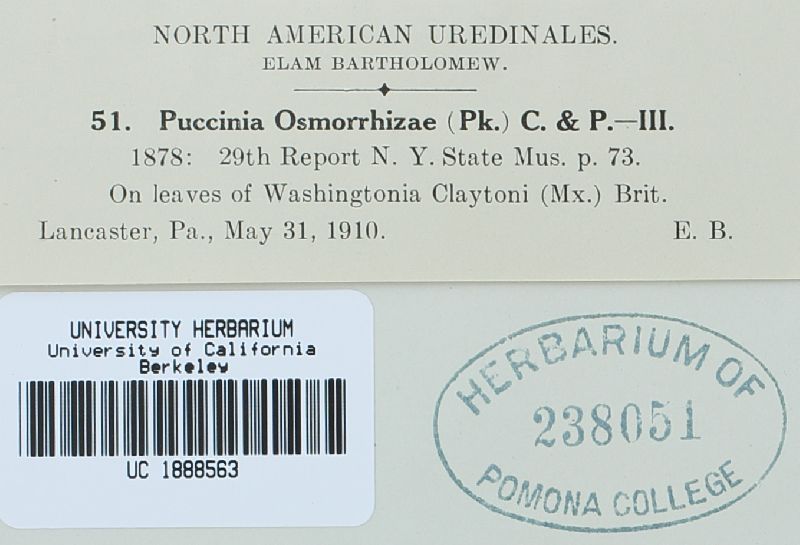 NORTH AMERICAN UREDINALES.
ELAM BARTHOLOMEW.
51. Puccinia Osmorrhizae (Pk.) C. & P.—III.
1878: 29th Report N. Y. State Mus. p. 73.
On leaves of Washingtonia Claytoni (Mx.) Brit.
Lancaster, Pa., May 31, 1910. E. B.
UNIVERSITY HERBARIUM
University of California
Berkeley
UC 1888563
HERBARIUM OF
238051
POMONA COLLEGE